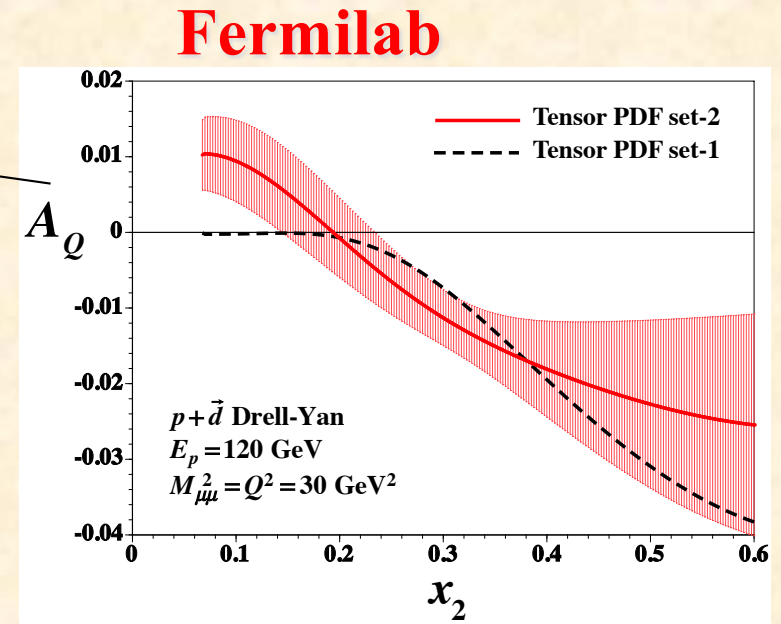 Fermilab
0.02
0.01
0
-0.01
-0.02
-0.03
-0.04
A_Q
Tensor PDF set-2
Tensor PDF set-1
p + d⃗ Drell-Yan
E_p = 120 GeV
M_μμ^2 = Q^2 = 30 GeV^2
0 0.1 0.2 0.3 0.4 0.5 0.6
x_2